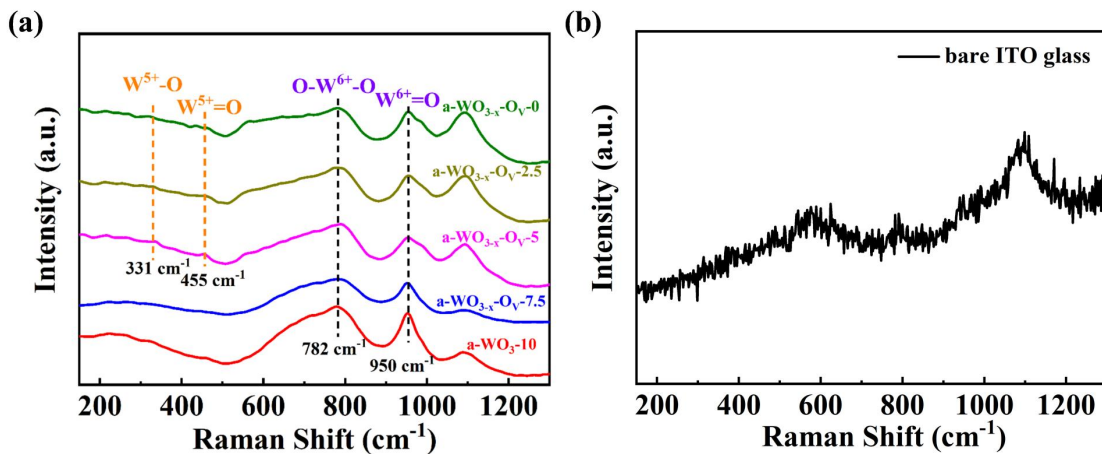 (a)
Intensity (a.u.)
W⁵⁺-O
W⁵⁺=O
O-W⁶⁺-O
W⁶⁺=O
a-WO₃₋ₓ-Oᵥ-0
a-WO₃₋ₓ-Oᵥ-2.5
a-WO₃₋ₓ-Oᵥ-5
331 cm⁻¹
455 cm⁻¹
a-WO₃₋ₓ-Oᵥ-7.5
a-WO₃-10
782 cm⁻¹
950 cm⁻¹
200 400 600 800 1000 1200
Raman Shift (cm⁻¹)
(b)
Intensity (a.u.)
bare ITO glass
200 400 600 800 1000 1200
Raman Shift (cm⁻¹)